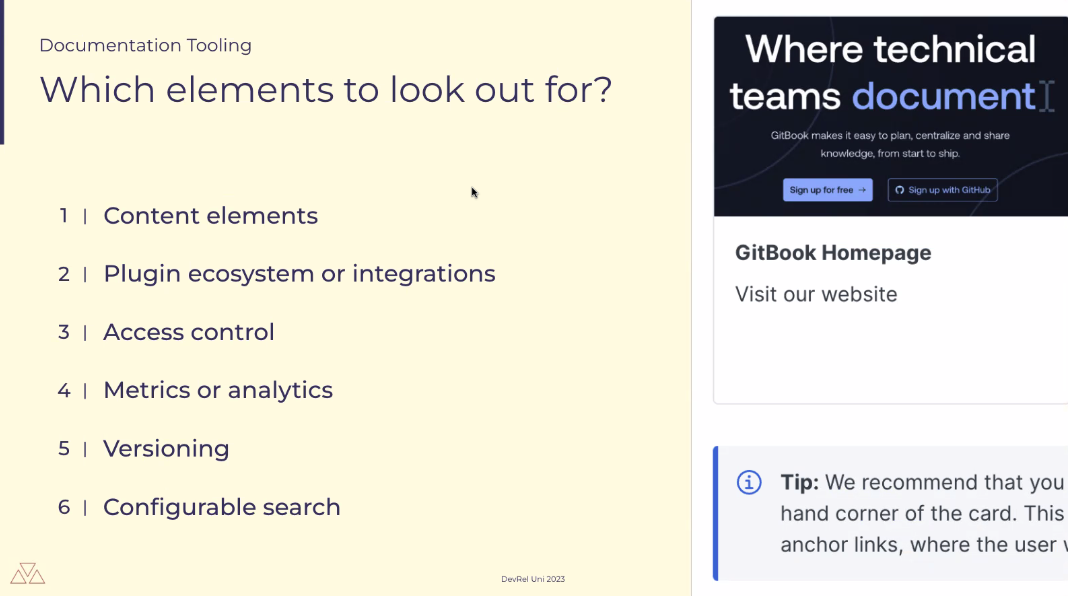 Documentation Tooling
Which elements to look out for?
1 | Content elements
2 | Plugin ecosystem or integrations
3 | Access control
4 | Metrics or analytics
5 | Versioning
6 | Configurable search
DevRel Uni 2023
Where technical
teams document
GitBook makes it easy to plan, centralize and share
knowledge, from start to ship.
Sign up for free →
Sign up with GitHub
GitBook Homepage
Visit our website
Tip: We recommend that you
hand corner of the card. This
anchor links, where the user